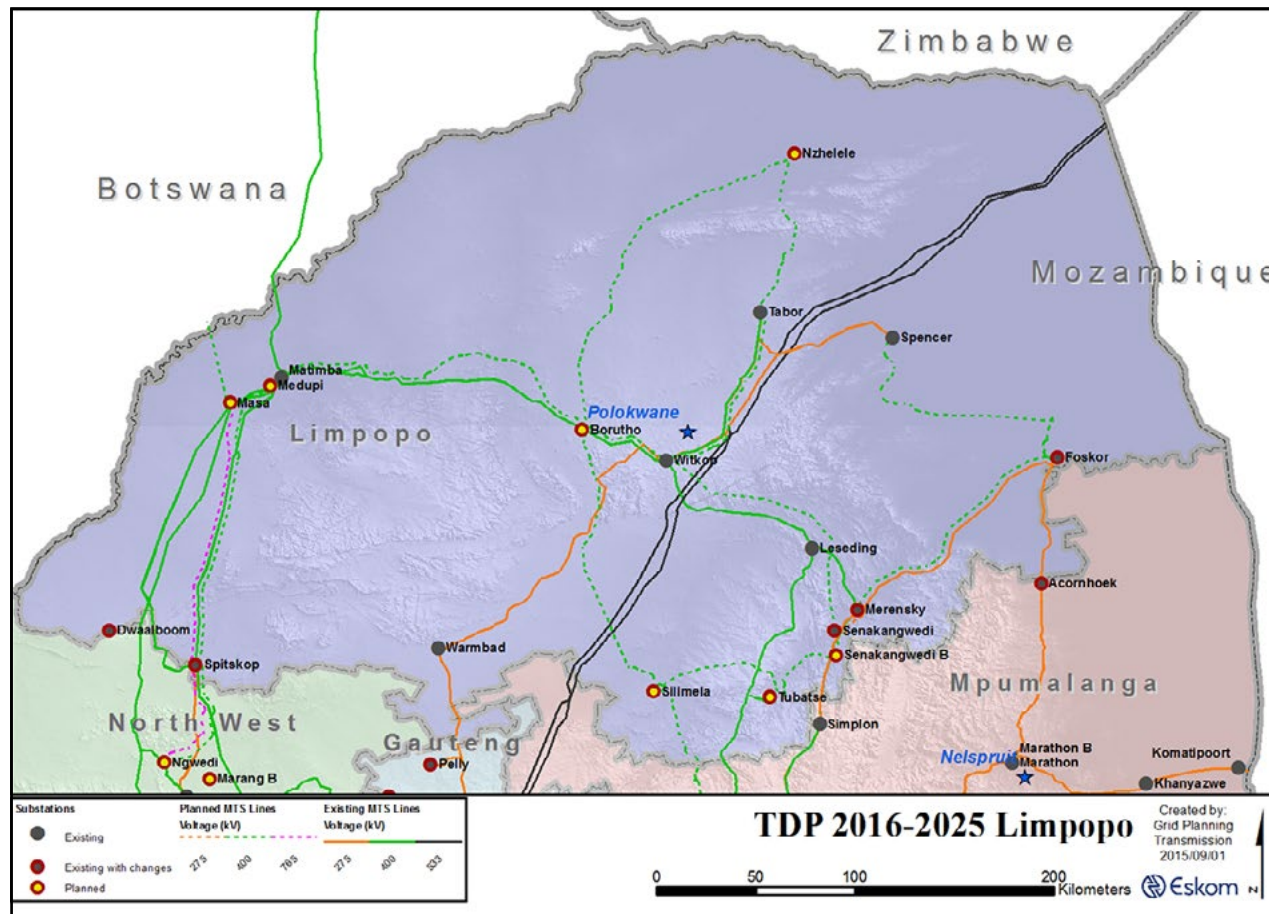 Zimbabwe
Nzhelele
Botswana
Mozambique
Tabor
Spencer
Matimba
Medupi
Masa
Polokwane
Limpopo
Borutho
Witkop
Foskor
Leseding
Acornhoek
Merensky
Dwaalboom
Senakangwedi
Warmbad
Senakangwedi B
Spitskop
Silimela
Tubatse
Mpumalanga
North West
Simplon
Gauteng
Nelspruit
Marathon B
Marathon
Komatipoort
Ngwedi
Pelly
Marang B
Khanyazwe
Substations
Existing
Existing with changes
Planned
Planned MTS Lines
Voltage (kV)
275 400 765
Existing MTS Lines
Voltage (kV)
275 400 533
TDP 2016-2025 Limpopo
0 50 100 200
Kilometers
Created by:
Grid Planning
Transmission
2015/09/01
Eskom
N